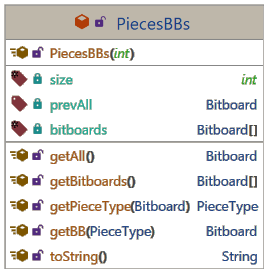 PiecesBBs
PiecesBBs(int)
size int
prevAll Bitboard
bitboards Bitboard[]
getAll() Bitboard
getBitboards() Bitboard[]
getPieceType(Bitboard) PieceType
getBB(PieceType) Bitboard
toString() String